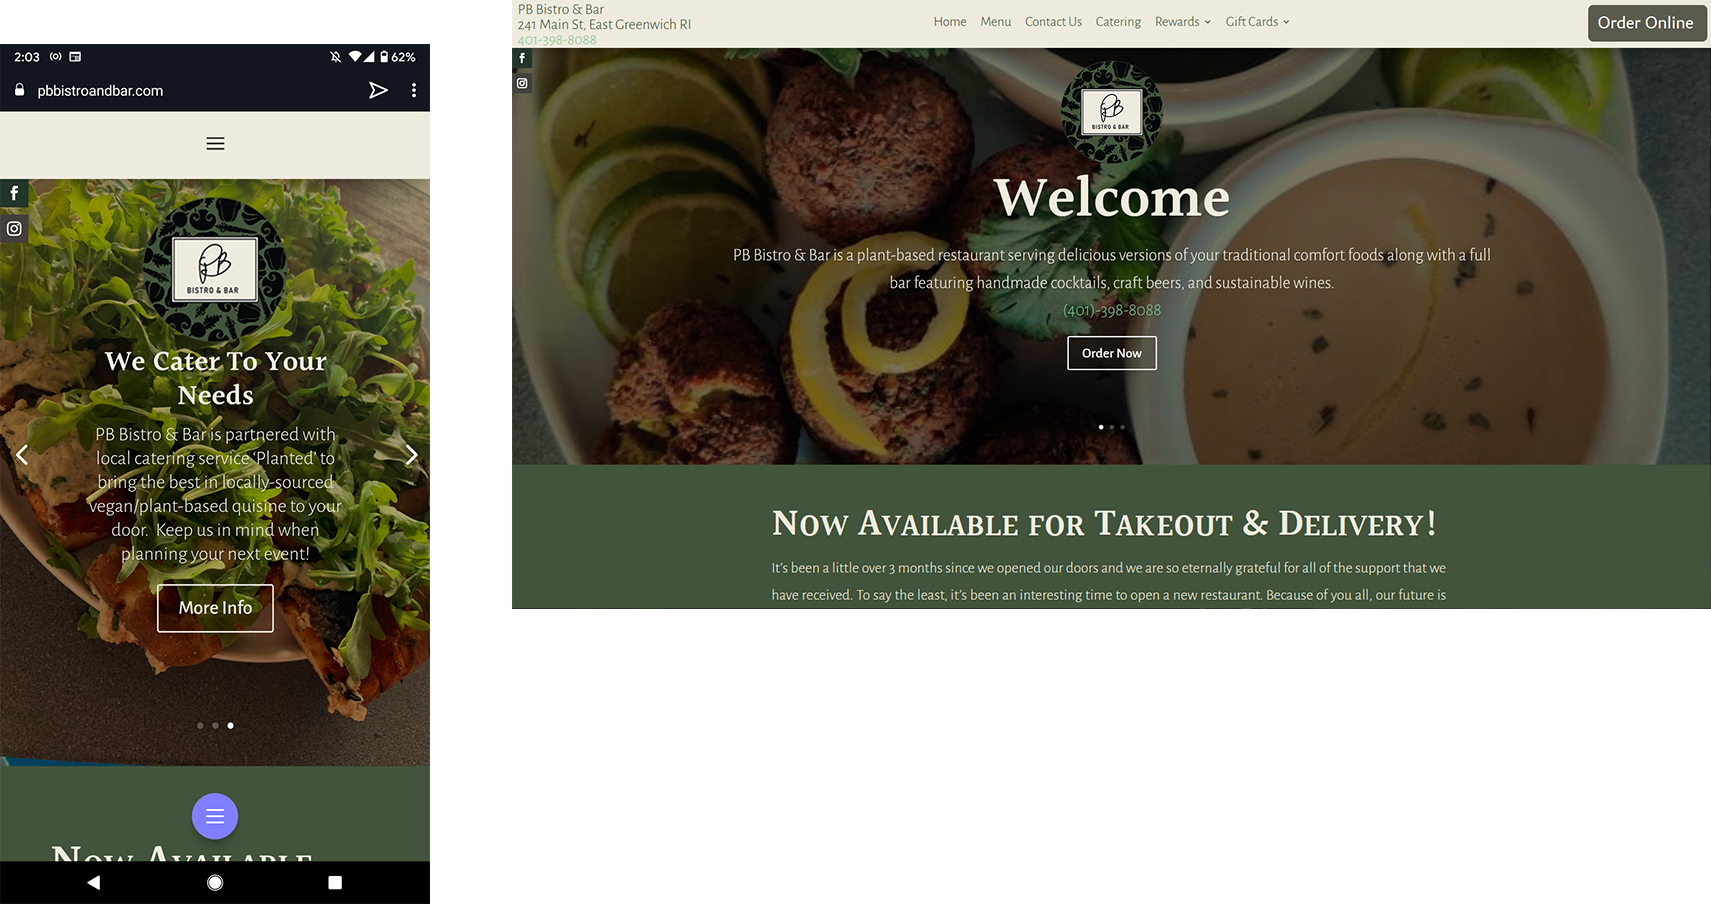 2:03
62%
pbbistroandbar.com
PB
BISTRO & BAR
We Cater To Your
Needs
PB Bistro & Bar is partnered with
local catering service ‘Planted’ to
bring the best in locally-sourced
vegan/plant-based quisine to your
door. Keep us in mind when
planning your next event!
More Info
Now Available
PB Bistro & Bar
241 Main St, East Greenwich RI
401-398-8088
Home Menu Contact Us Catering Rewards Gift Cards
Order Online
PB
BISTRO & BAR
Welcome
PB Bistro & Bar is a plant-based restaurant serving delicious versions of your traditional comfort foods along with a full
bar featuring handmade cocktails, craft beers, and sustainable wines.
(401)-398-8088
Order Now
Now Available for Takeout & Delivery!
It’s been a little over 3 months since we opened our doors and we are so eternally grateful for all of the support that we
have received. To say the least, it’s been an interesting time to open a new restaurant. Because of you all, our future is